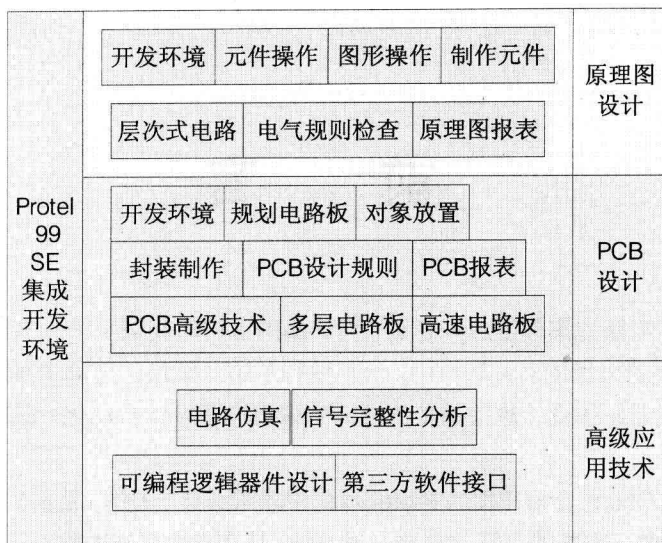 Protel
99
SE
集成
开发
环境
开发环境 元件操作 图形操作 制作元件
层次式电路 电气规则检查 原理图报表
原理图
设计
开发环境 规划电路板 对象放置
封装制作 PCB设计规则 PCB报表
PCB高级技术 多层电路板 高速电路板
PCB
设计
电路仿真 信号完整性分析
可编程逻辑器件设计 第三方软件接口
高级应
用技术